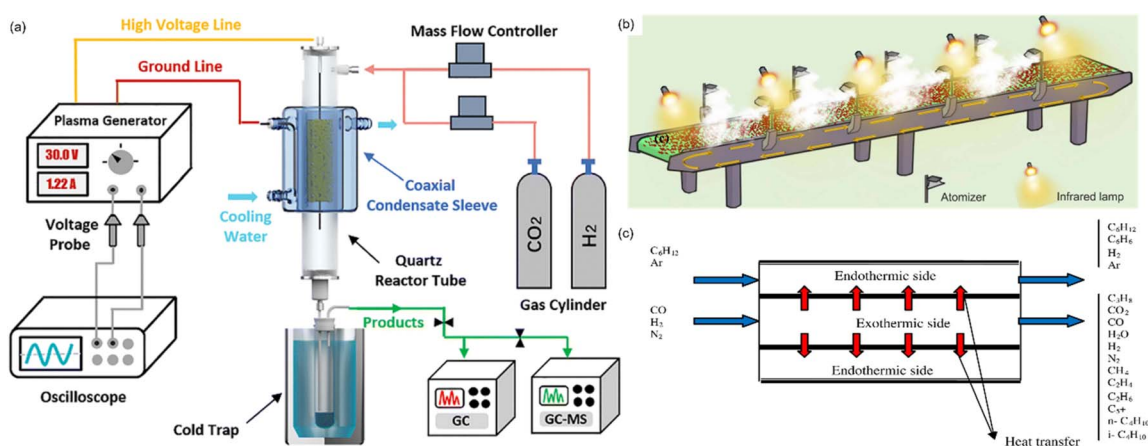 (a)
High Voltage Line
Ground Line
Plasma Generator
30.0 V
1.22 A
Voltage
Probe
Oscilloscope
Cooling
Water
Mass Flow Controller
Coaxial
Condensate Sleeve
Quartz
Reactor Tube
CO2
H2
Gas Cylinder
Products
Cold Trap
GC
GC-MS
(b)
Atomizer
Infrared lamp
(c)
C6H12
Ar
CO
H2
N2
Endothermic side
Exothermic side
Endothermic side
Heat transfer
C6H12
C6H6
H2
Ar
C3H8
CO2
CO
H2O
H2
N2
CH4
C2H4
C2H6
C5+
n- C4H10
i- C4H10